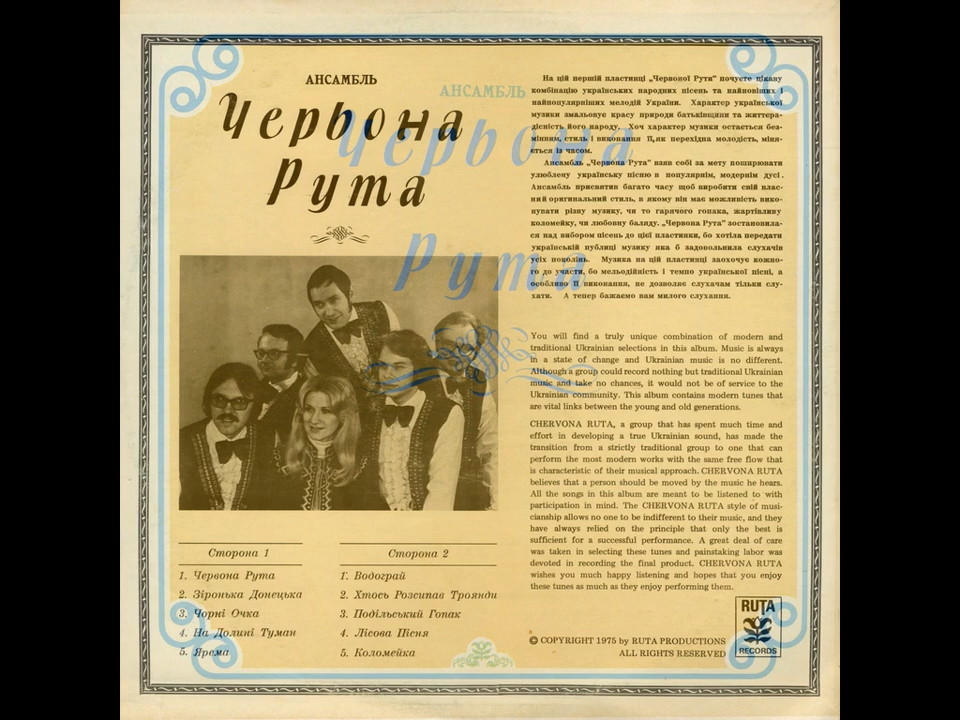 АНСАМБЛЬ
Червона
Рута
АНСАМБЛЬ
Червона
Рута
На цій першій пластинці „Червоної Рути" почуєте цікаву
комбінацію українських народних пісень та найновіших і
найпопулярніших мелодій України. Характер української
музики змальовує красу природи батьківщини та життера-
дісність його народу. Хоч характер музики остається без-
мінним, стиль і виконання її, як перехідна молодість, міня-
ється із часом.
Ансамбль „Червона Рута" взяв собі за мету поширювати
улюблену українську пісню в популярнім, модернім дусі.
Ансамбль присвятив багато часу щоб виробити свій влас-
ний оригинальний стиль, в якому він має можливість вико-
нувати різну музику, чи то гарячого гопака, жартівливу
коломейку, чи любовну баляду. „Червона Рута" зостановила-
ся над вибором пісень до цієї пластинки, бо хотіла передати
українській публиці музику яка б задовольнила слухачів
усіх поколінь. Музика на цій пластинці заохочує кожно-
го до участи, бо мельодійність і темпо української пісні, а
особливо її виконання, не дозволяє слухачам тільки слу-
хати. А тепер бажаємо вам милого слухання.
You will find a truly unique combination of modern and
traditional Ukrainian selections in this album. Music is always
in a state of change and Ukrainian music is no different.
Although a group could record nothing but traditional Ukrainian
music and take no chances, it would not be of service to the
Ukrainian community. This album contains modern tunes that
are vital links between the young and old generations.
CHERVONA RUTA, a group that has spent much time and
effort in developing a true Ukrainian sound, has made the
transition from a strictly traditional group to one that can
perform the most modern works with the same free flow that
is characteristic of their musical approach. CHERVONA RUTA
believes that a person should be moved by the music he hears.
All the songs in this album are meant to be listened to with
participation in mind. The CHERVONA RUTA style of musi-
cianship allows no one to be indifferent to their music, and they
have always relied on the principle that only the best is
sufficient for a successful performance. A great deal of care
was taken in selecting these tunes and painstaking labor was
devoted in recording the final product. CHERVONA RUTA
wishes you much happy listening and hopes that you enjoy
these tunes as much as they enjoy performing them.
Сторона 1
1. Червона Рута
2. Зіронька Донецька
3. Чорні Очка
4. На Долині Туман
5. Ярема
Сторона 2
1. Водограй
2. Хтось Розсипав Троянди
3. Подільський Гопак
4. Лісова Пісня
5. Коломейка
© COPYRIGHT 1975 by RUTA PRODUCTIONS
ALL RIGHTS RESERVED
RUTA
RECORDS